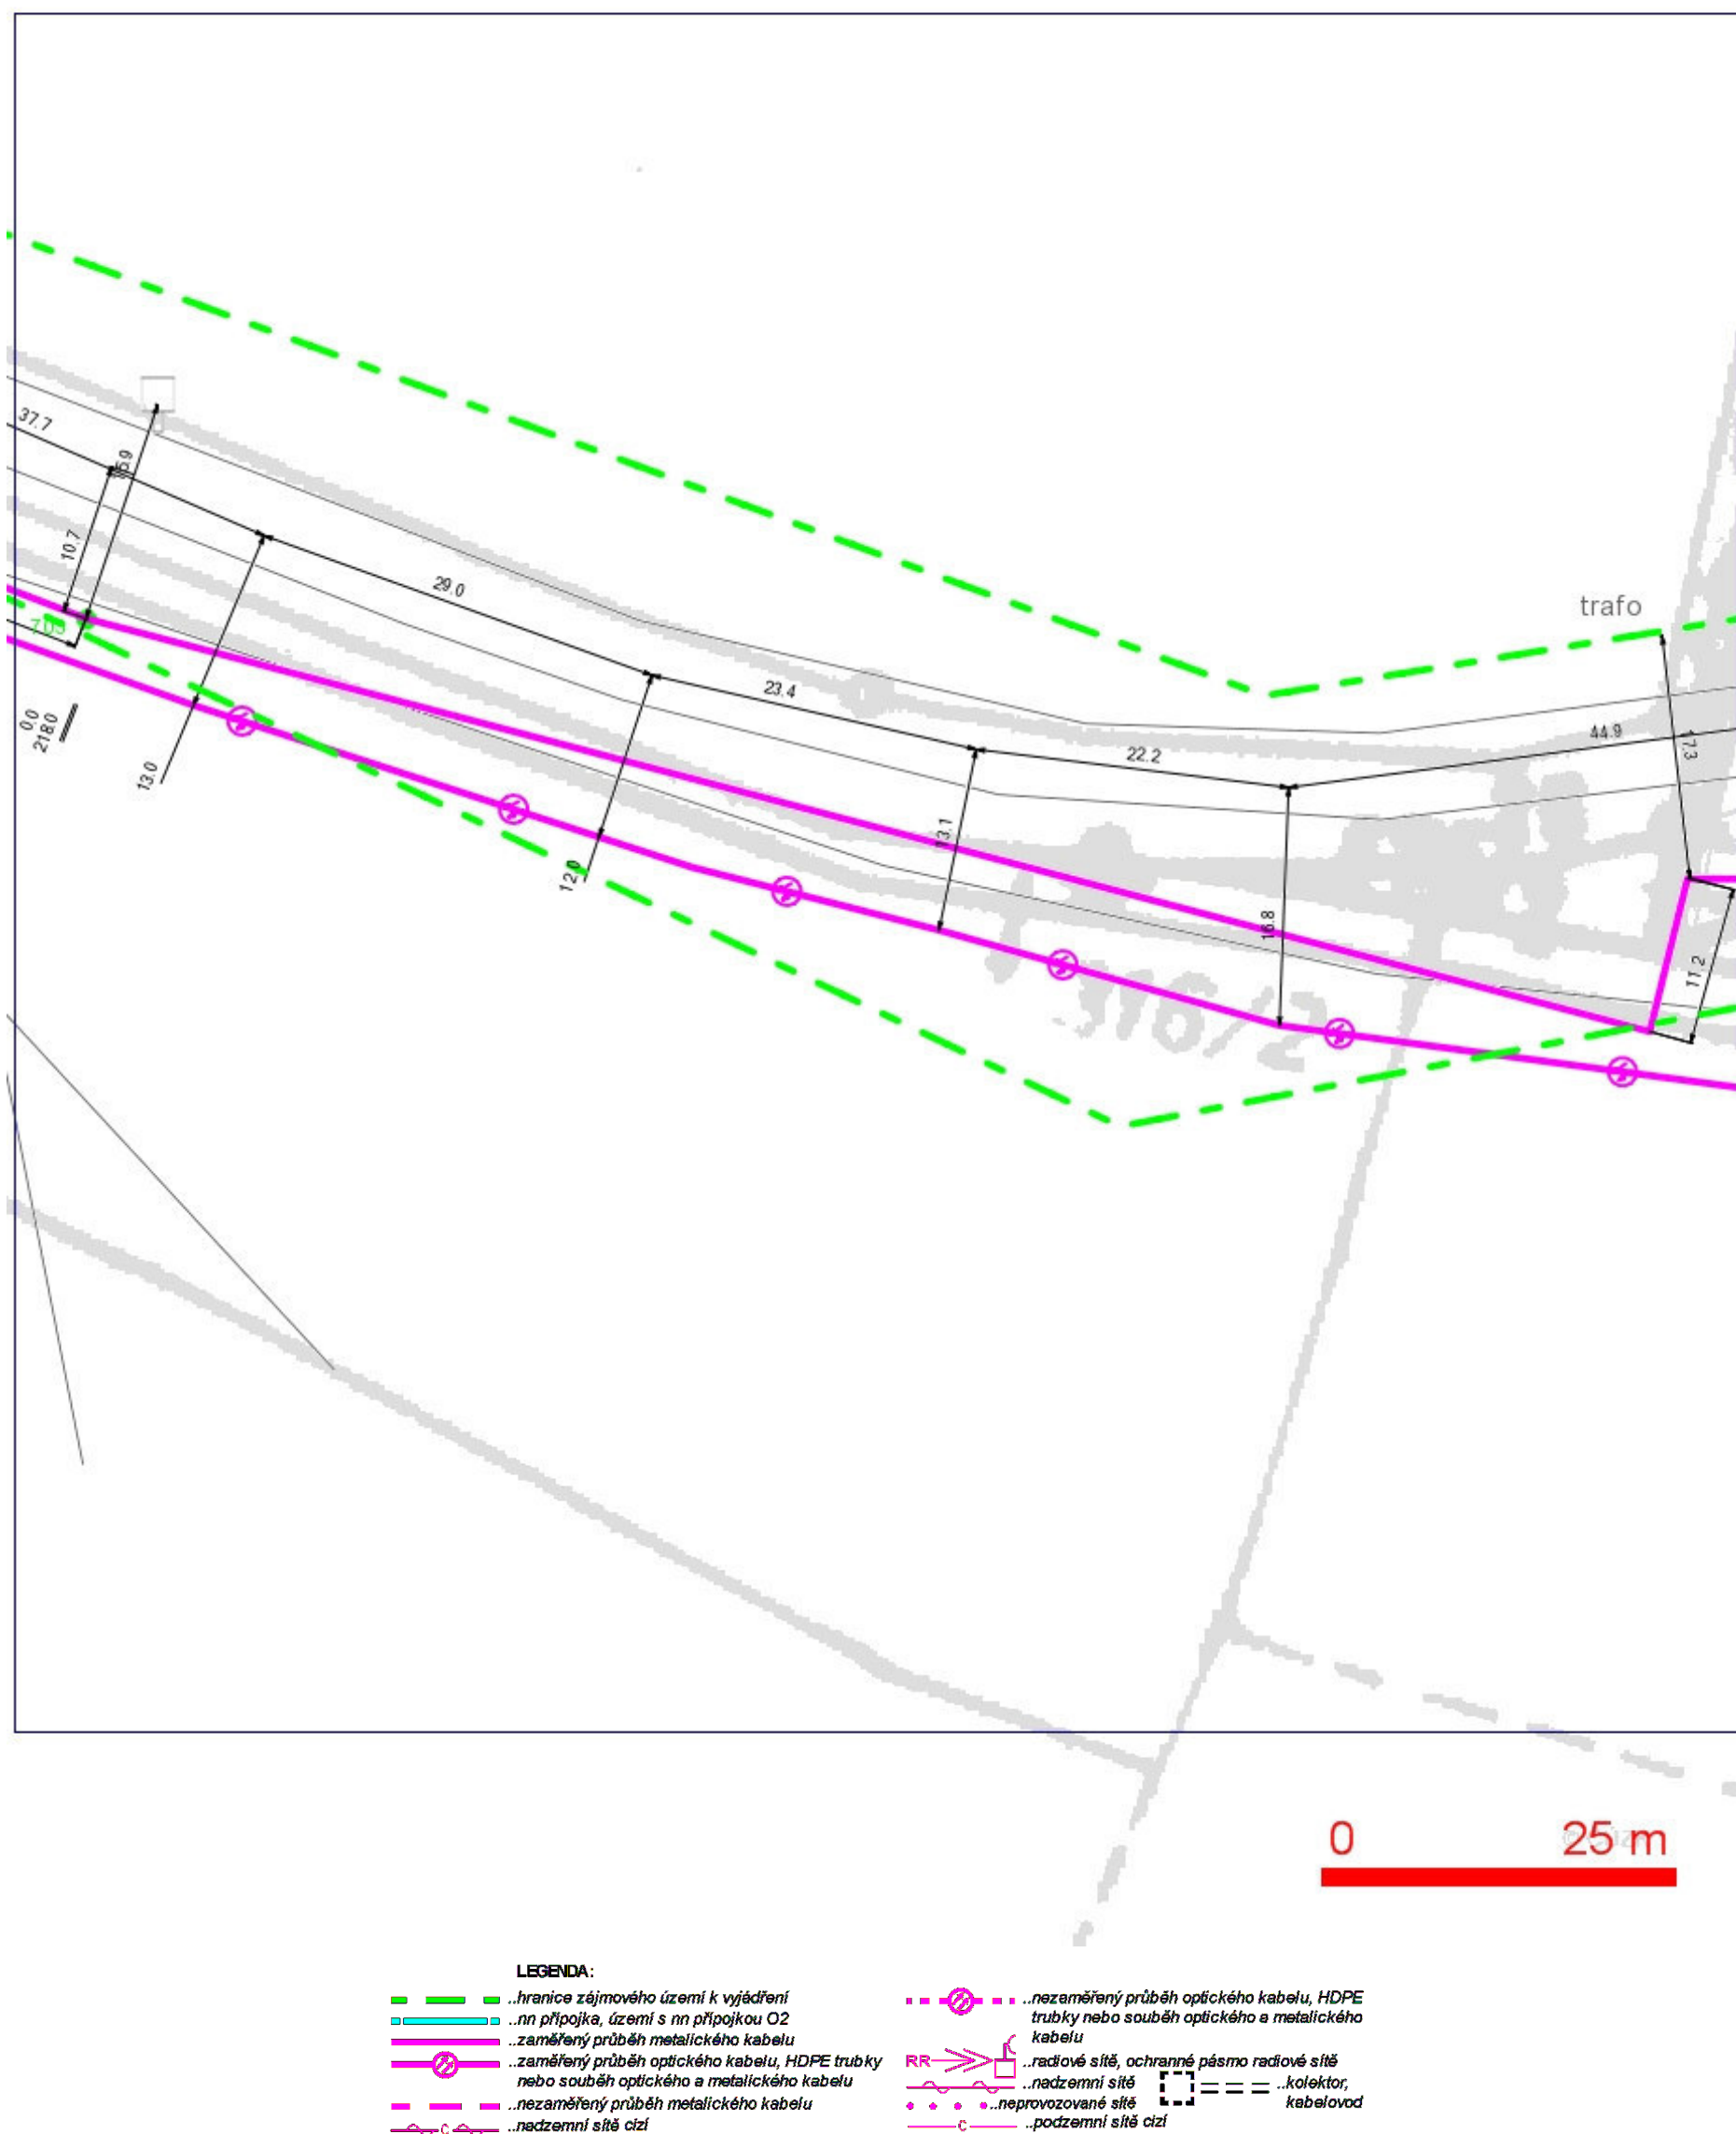 37.7
15.9
10.7
29.0
trafo
703
23.4
44.9
17.3
22.2
0.0
218.0
13.0
13.1
12.0
16.8
11.2
316/2
0 25 m
LEGENDA:
..hranice zájmového území k vyjádření
..nn přípojka, území s nn přípojkou O2
..zaměřený průběh metalického kabelu
..zaměřený průběh optického kabelu, HDPE trubky
nebo souběh optického a metalického kabelu
..nezaměřený průběh metalického kabelu
C ..nadzemní sítě cizí
..nezaměřený průběh optického kabelu, HDPE
trubky nebo souběh optického a metalického
kabelu
RR ..radiové sítě, ochranné pásmo radiové sítě
..nadzemní sítě ..kolektor,
kabelovod
..neprovozované sítě
C ..podzemní sítě cizí